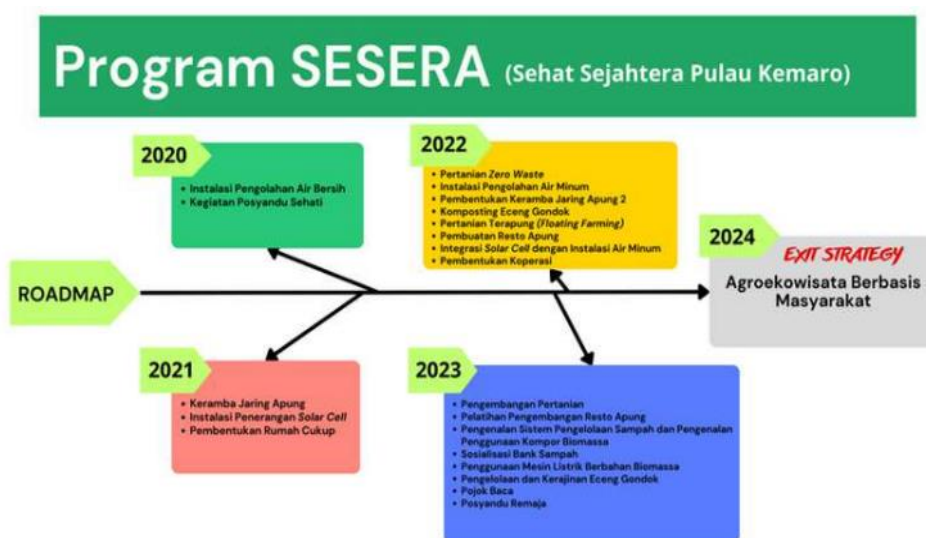 Program SESERA (Sehat Sejahtera Pulau Kemaro)
2020
• Instalasi Pengolahan Air Bersih
• Kegiatan Posyandu Sehati
2022
• Pertanian Zero Waste
• Instalasi Pengolahan Air Minum
• Pembentukan Keramba Jaring Apung 2
• Komposting Eceng Gondok
• Pertanian Terapung (Floating Farming)
• Pembuatan Resto Apung
• Integrasi Solar Cell dengan Instalasi Air Minum
• Pembentukan Koperasi
2024
EXIT STRATEGY
Agroekowisata Berbasis
Masyarakat
ROADMAP
2021
• Keramba Jaring Apung
• Instalasi Penerangan Solar Cell
• Pembentukan Rumah Cukup
2023
• Pengembangan Pertanian
• Pelatihan Pengembangan Resto Apung
• Pengenalan Sistem Pengelolaan Sampah dan Pengenalan
Penggunaan Kompor Biomassa
• Sosialisasi Bank Sampah
• Penggunaan Mesin Listrik Berbahan Biomassa
• Pengelolaan dan Kerajinan Eceng Gondok
• Pojok Baca
• Posyandu Remaja